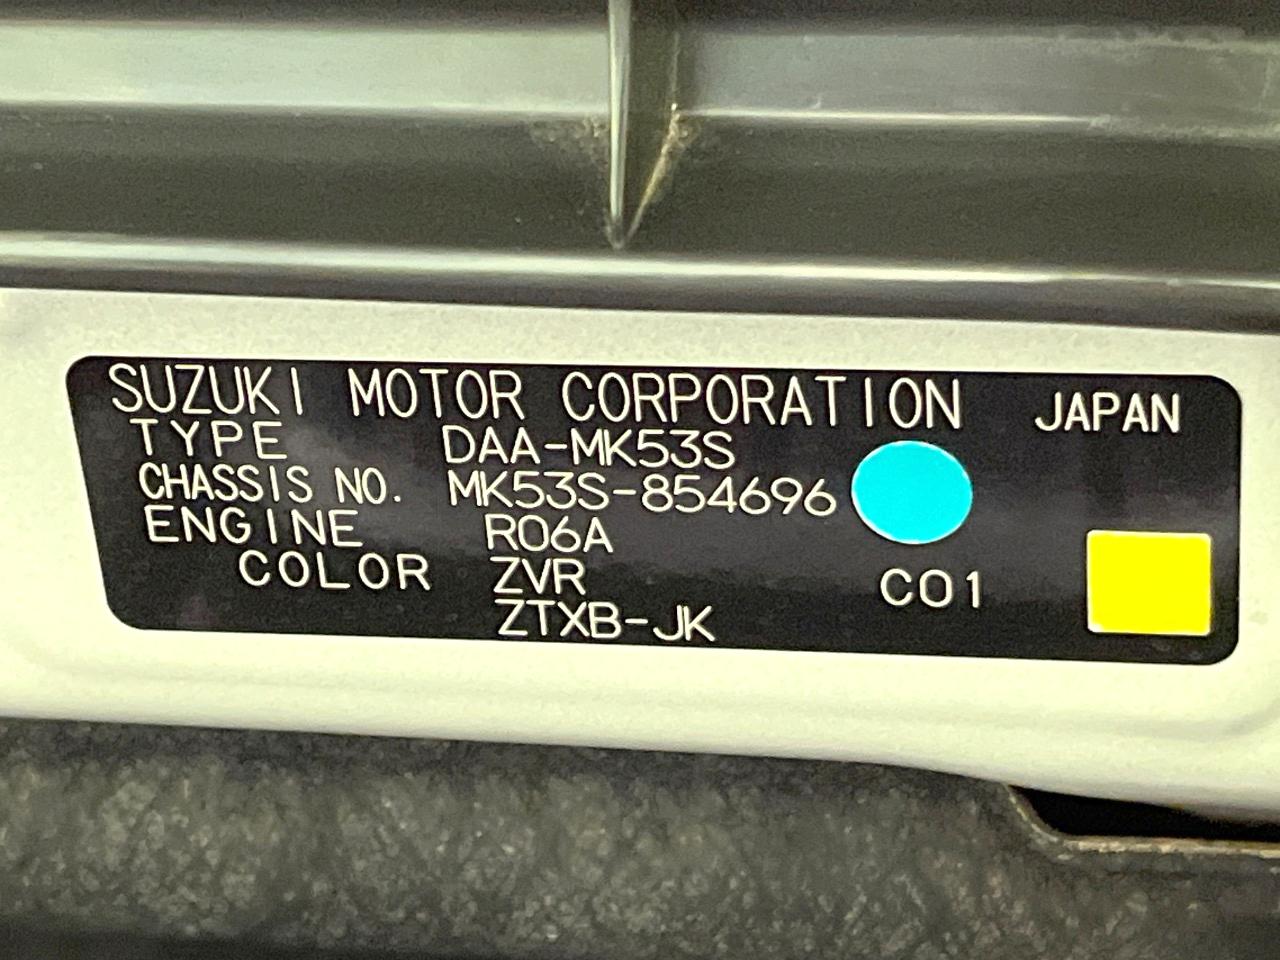 SUZUKI MOTOR CORPORATION JAPAN
TYPE DAA-MK53S
CHASSIS NO. MK53S-854696
ENGINE R06A
COLOR ZVR C01
ZTXB-JK